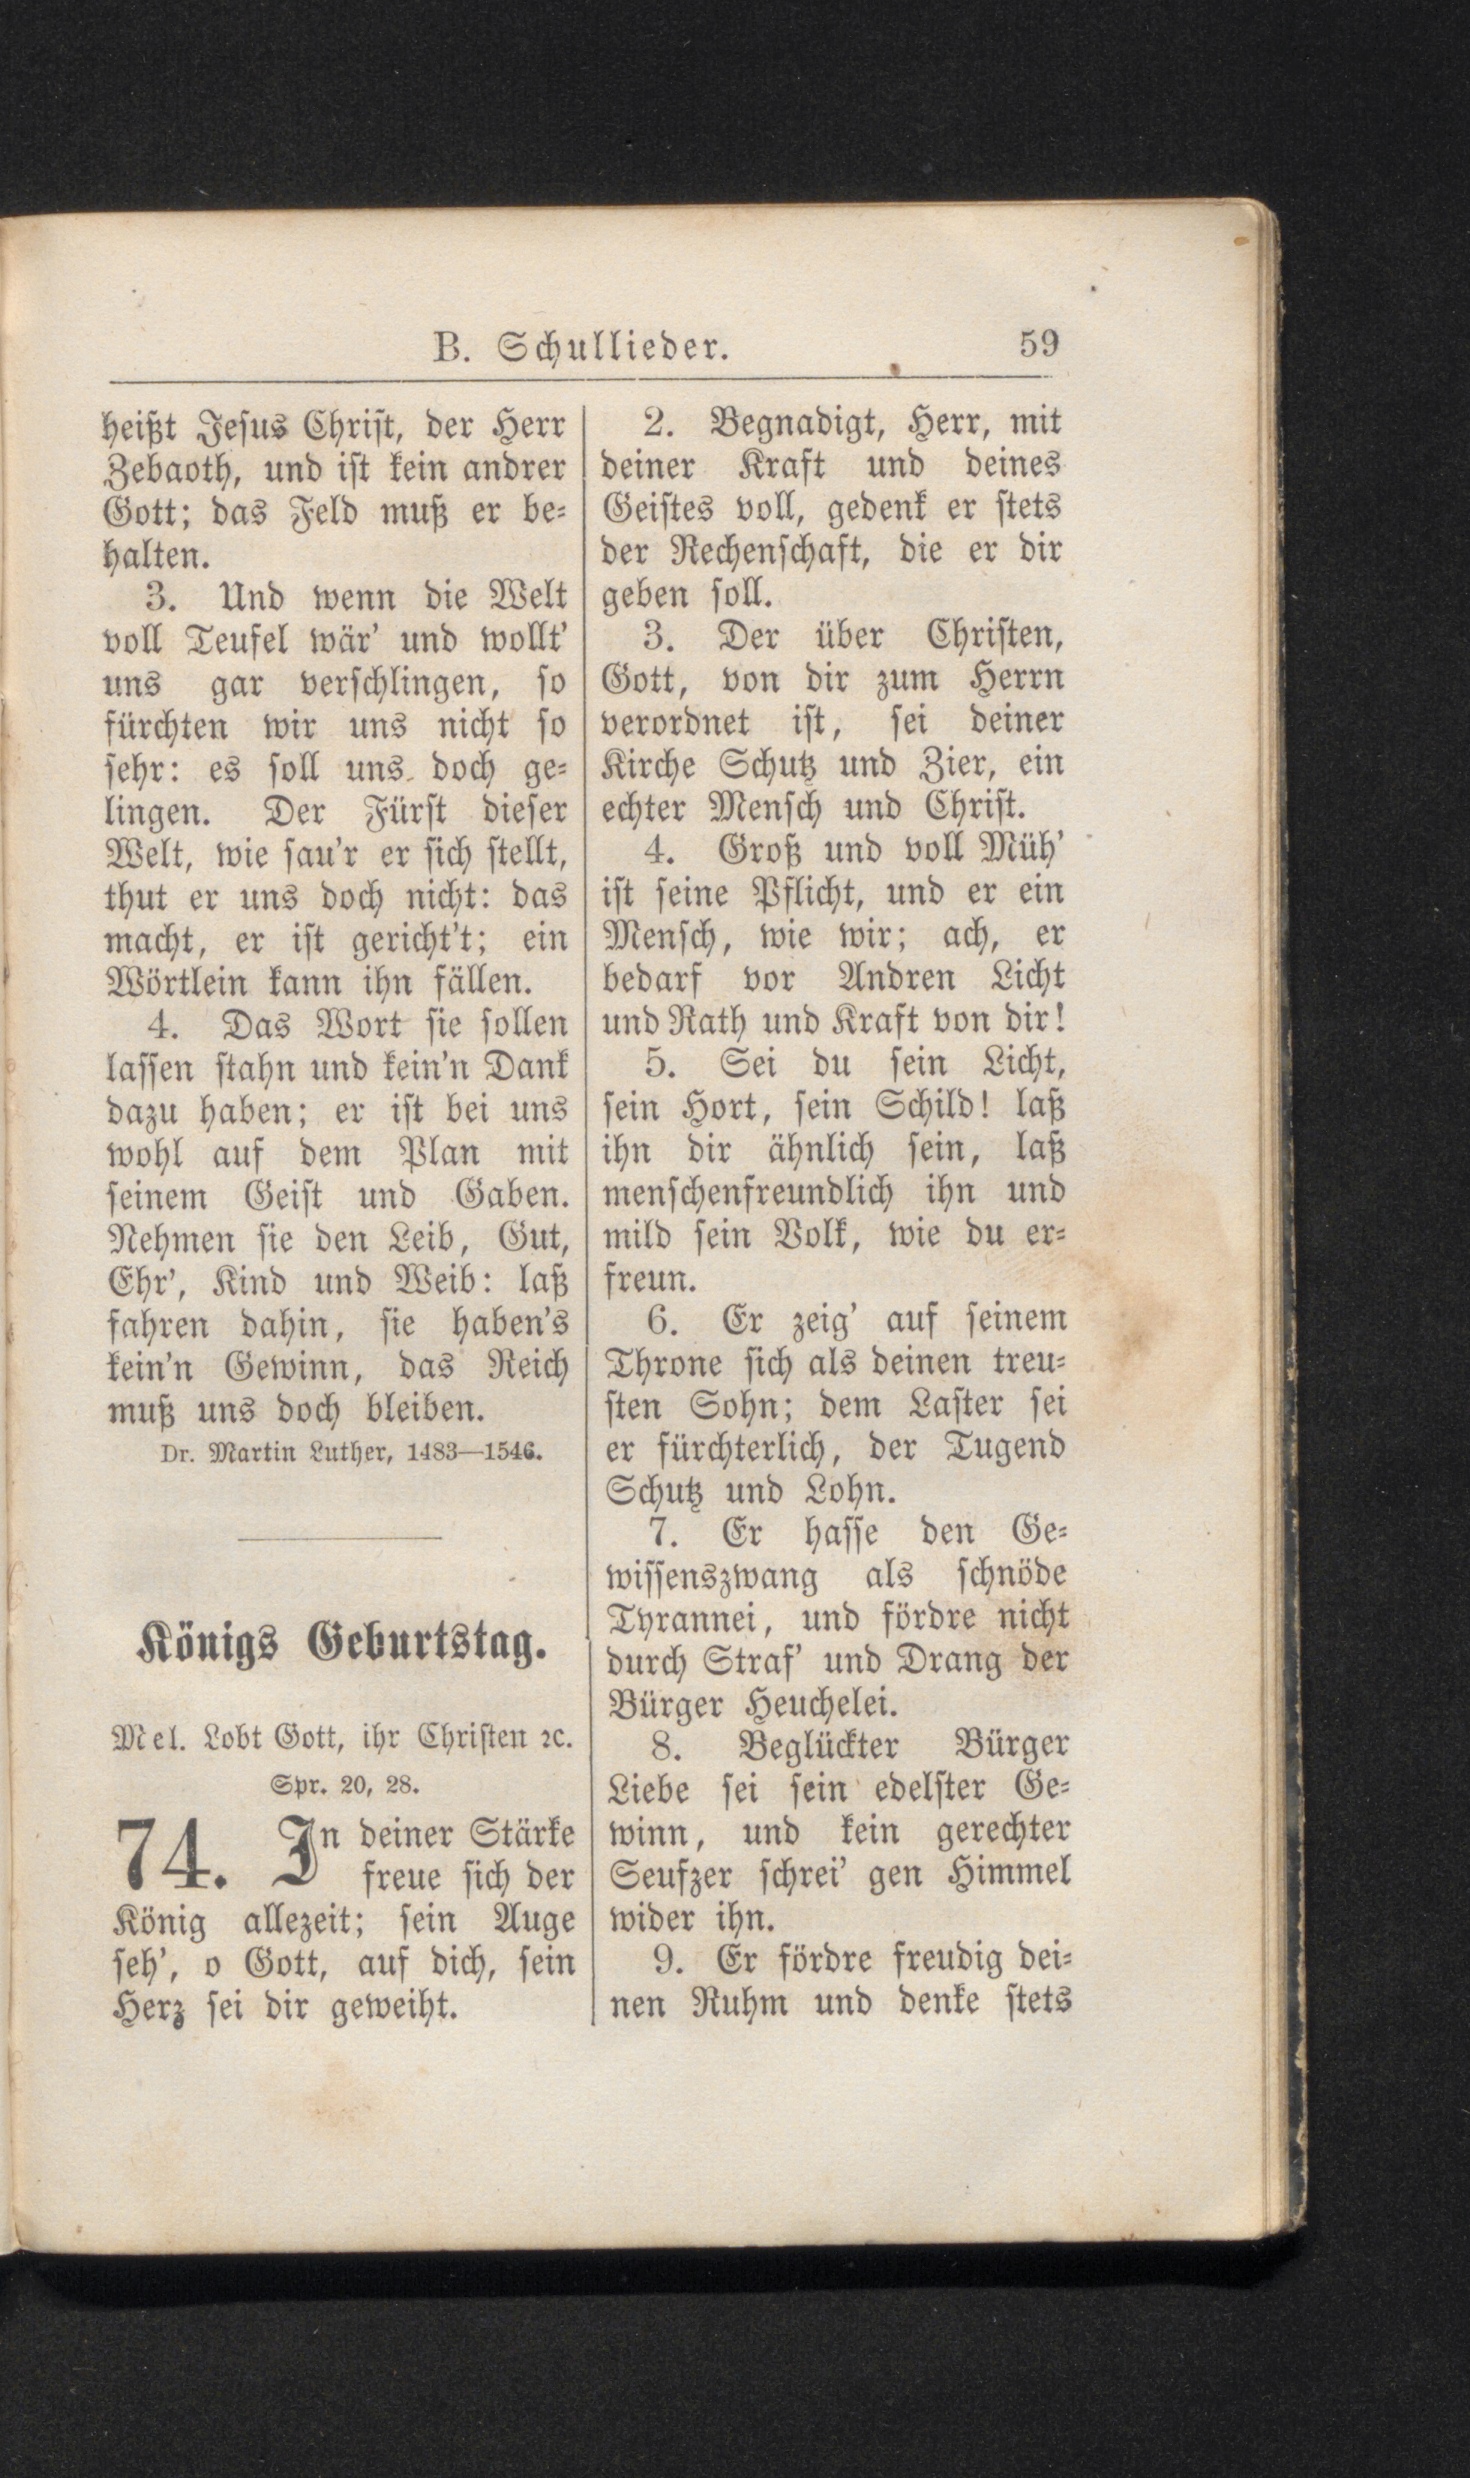 B. Schullieder.
59
heißt Jesus Christ, der Herr
Zebaoth, und ist kein andrer
Gott; das Feld muß er be-
halten.
3. Und wenn die Welt
voll Teufel wär' und wollt'
uns gar verschlingen, so
fürchten wir uns nicht so
sehr: es soll uns doch ge-
lingen. Der Fürst dieser
Welt, wie sau'r er sich stellt,
thut er uns doch nicht: das
macht, er ist gericht't; ein
Wörtlein kann ihn fällen.
4. Das Wort sie sollen
lassen stahn und kein'n Dank
dazu haben; er ist bei uns
wohl auf dem Plan mit
seinem Geist und Gaben.
Nehmen sie den Leib, Gut,
Ehr', Kind und Weib: laß
fahren dahin, sie haben's
kein'n Gewinn, das Reich
muß uns doch bleiben.
Dr. Martin Luther, 1483—1546.
Königs Geburtstag.
Mel. Lobt Gott, ihr Christen ꝛc.
Spr. 20, 28.
74. In deiner Stärke
freue sich der
König allezeit; sein Auge
seh', o Gott, auf dich, sein
Herz sei dir geweiht.
2. Begnadigt, Herr, mit
deiner Kraft und deines
Geistes voll, gedenk er stets
der Rechenschaft, die er dir
geben soll.
3. Der über Christen,
Gott, von dir zum Herrn
verordnet ist, sei deiner
Kirche Schutz und Zier, ein
echter Mensch und Christ.
4. Groß und voll Müh'
ist seine Pflicht, und er ein
Mensch, wie wir; ach, er
bedarf vor Andren Licht
und Rath und Kraft von dir!
5. Sei du sein Licht,
sein Hort, sein Schild! laß
ihn dir ähnlich sein, laß
menschenfreundlich ihn und
mild sein Volk, wie du er-
freun.
6. Er zeig' auf seinem
Throne sich als deinen treu-
sten Sohn; dem Laster sei
er fürchterlich, der Tugend
Schutz und Lohn.
7. Er hasse den Ge-
wissenszwang als schnöde
Tyrannei, und fördre nicht
durch Straf' und Drang der
Bürger Heuchelei.
8. Beglückter Bürger
Liebe sei sein edelster Ge-
winn, und kein gerechter
Seufzer schrei' gen Himmel
wider ihn.
9. Er fördre freudig dei-
nen Ruhm und denke stets